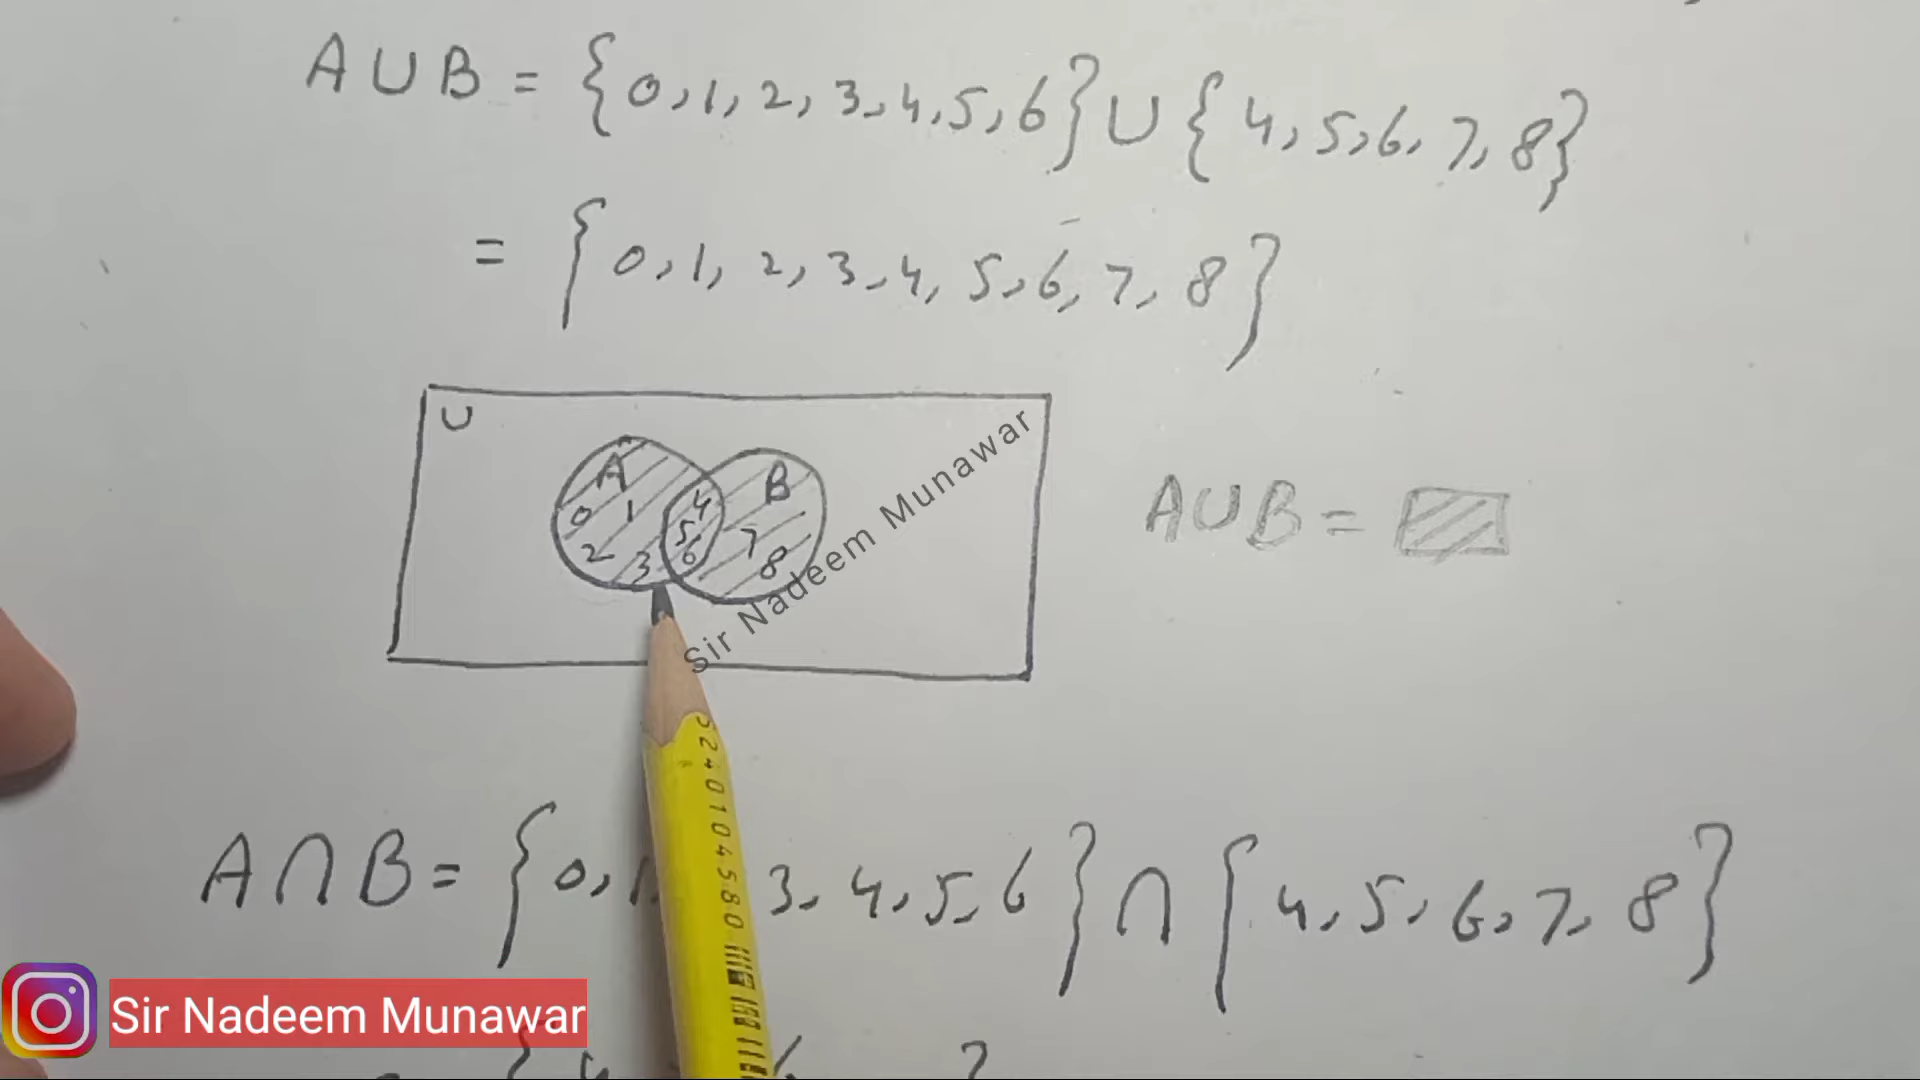 A∪B = {0,1,2,3,4,5,6}∪{4,5,6,7,8}
= {0,1,2,3,4,5,6,7,8}
U
A B
0 1 2 3 4 5 6 7 8
A∪B =
Sir Nadeem Munawar
5240104580
A∩B = {0,1 3,4,5,6}∩{4,5,6,7,8}
Sir Nadeem Munawar